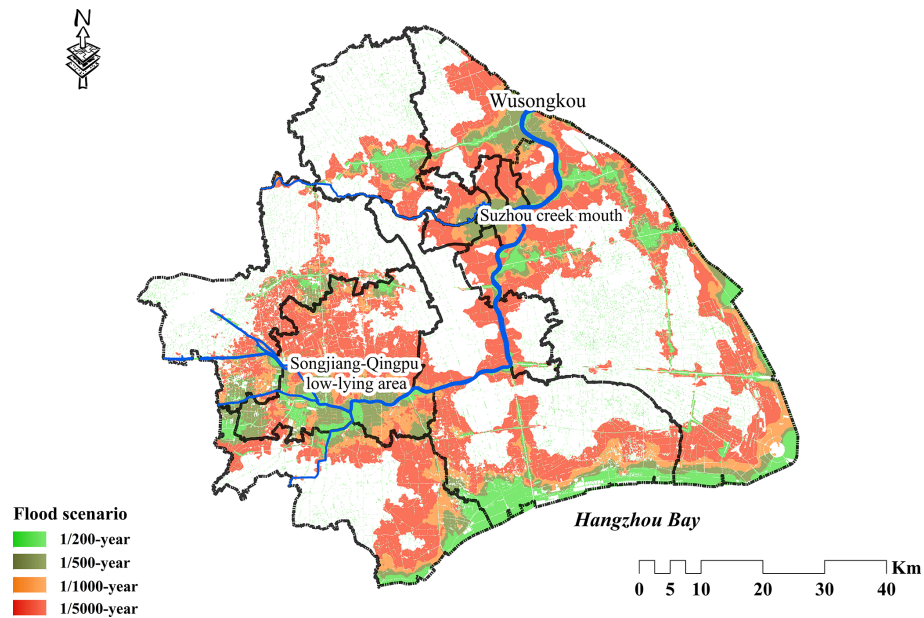 N
Wusongkou
Suzhou creek mouth
Songjiang-Qingpu
low-lying area
Hangzhou Bay
Flood scenario
1/200-year
1/500-year
1/1000-year
1/5000-year
Km
0 5 10 20 30 40